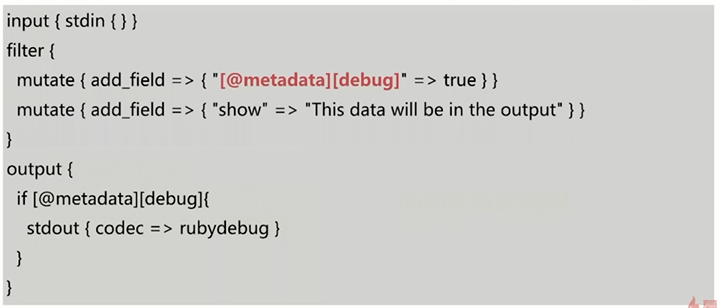 input { stdin { } }
filter {
mutate { add_field => { "[@metadata][debug]" => true } }
mutate { add_field => { "show" => "This data will be in the output" } }
}
output {
if [@metadata][debug]{
stdout { codec => rubydebug }
}
}